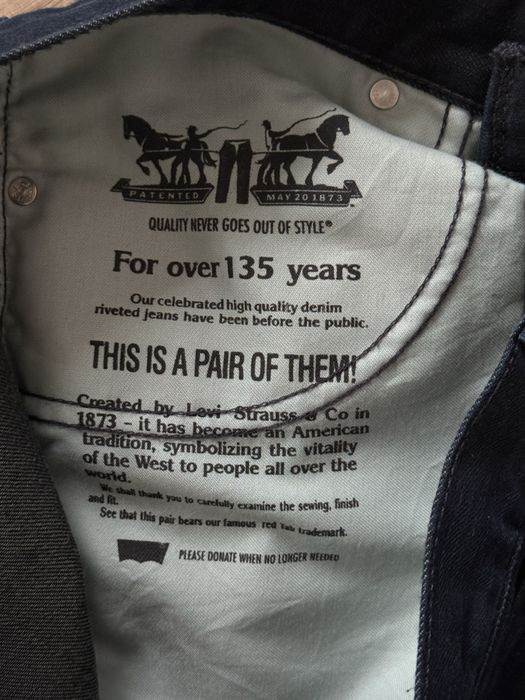 PATENTED MAY 20 1873
QUALITY NEVER GOES OUT OF STYLE®
For over 135 years
Our celebrated high quality denim
riveted jeans have been before the public.
THIS IS A PAIR OF THEM!
Created by Levi Strauss & Co in
1873 – it has become an American
tradition, symbolizing the vitality
of the West to people all over the
world.
We shall thank you to carefully examine the sewing, finish
and fit.
See that this pair bears our famous red Tab trademark.
PLEASE DONATE WHEN NO LONGER NEEDED